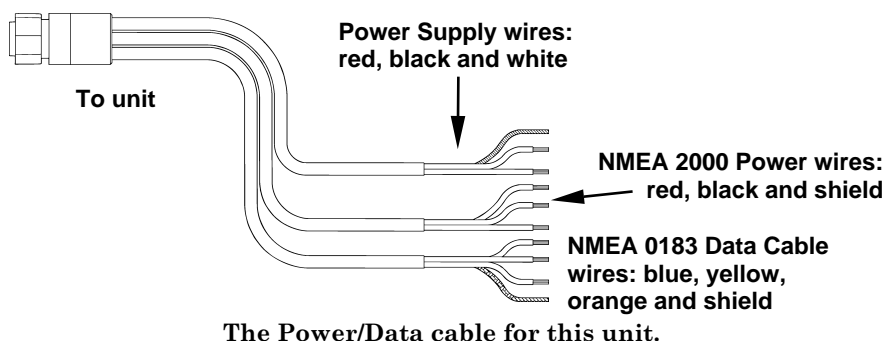 Power Supply wires:
red, black and white
To unit
NMEA 2000 Power wires:
red, black and shield
NMEA 0183 Data Cable
wires: blue, yellow,
orange and shield
The Power/Data cable for this unit.